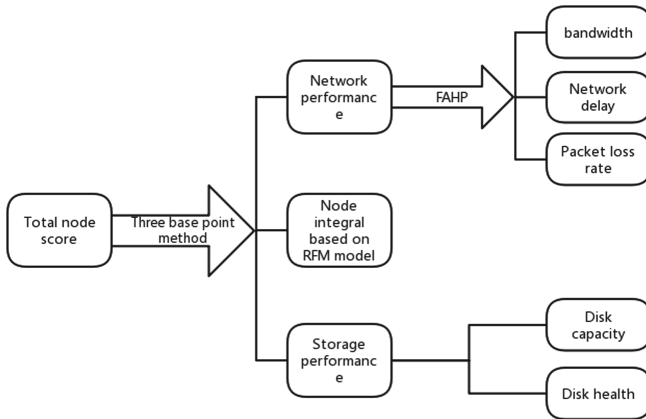 Total node
score
Three base point
method
Network
performanc
e
FAHP
bandwidth
Network
delay
Packet loss
rate
Node
integral
based on
RFM model
Storage
performanc
e
Disk
capacity
Disk health